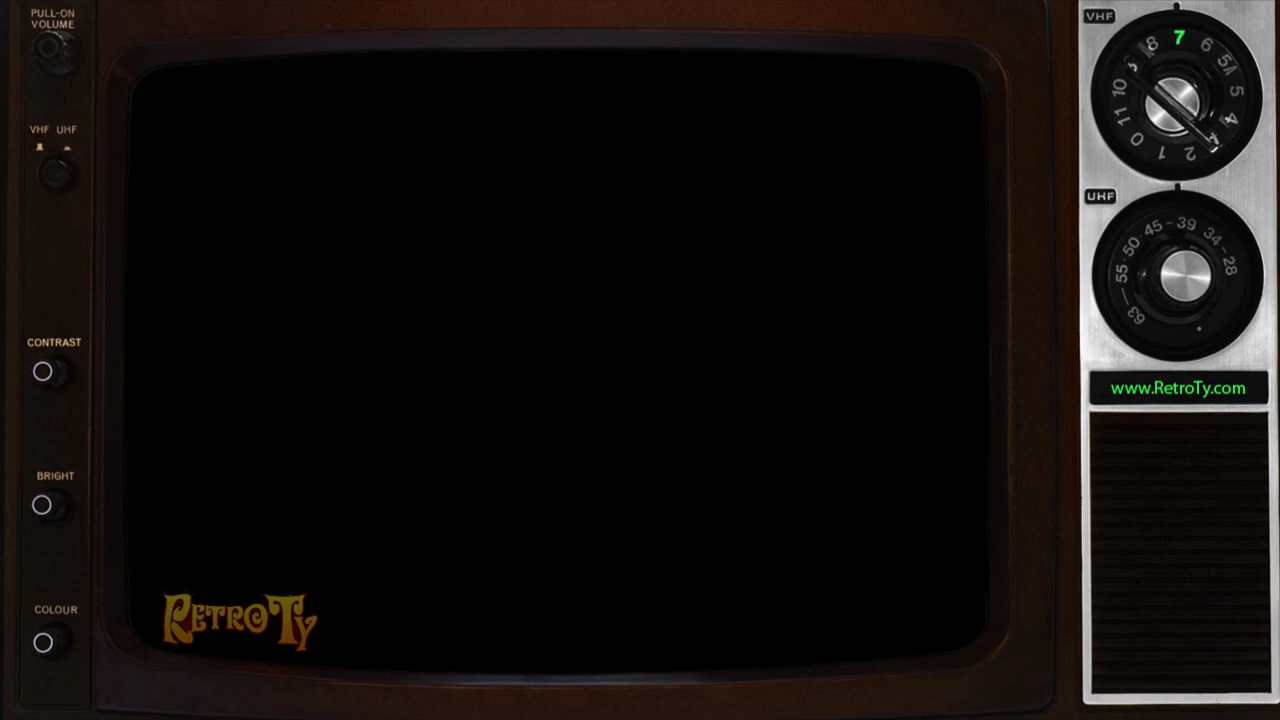 PULL-ON
VOLUME
VHF UHF
CONTRAST
BRIGHT
COLOUR
RETROTY
VHF
8 7 6 5A 5 4 2 1 0 11 10
UHF
63 55 50 45 39 34 28
www.RetroTy.com